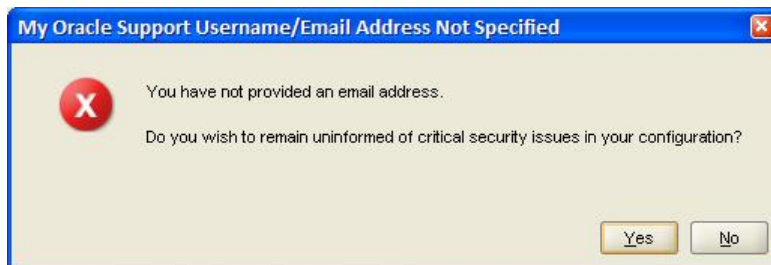 My Oracle Support Username/Email Address Not Specified
You have not provided an email address.
Do you wish to remain uninformed of critical security issues in your configuration?
Yes No